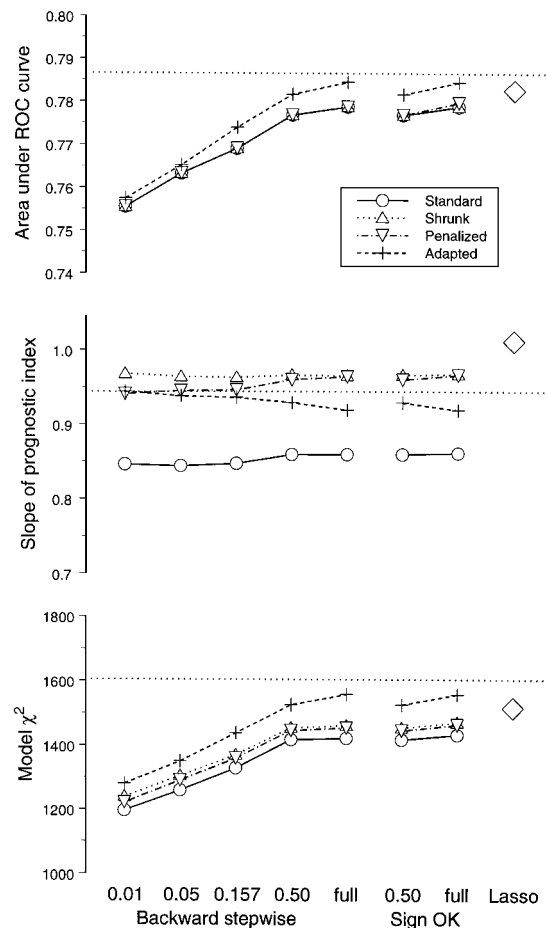 0.80
0.79
0.78
0.77
0.76
0.75
0.74
Area under ROC curve
Standard
Shrunk
Penalized
Adapted
1.0
0.9
0.8
0.7
Slope of prognostic index
1800
1600
1400
1200
1000
Model χ²
0.01 0.05 0.157 0.50 full 0.50 full Lasso
Backward stepwise Sign OK